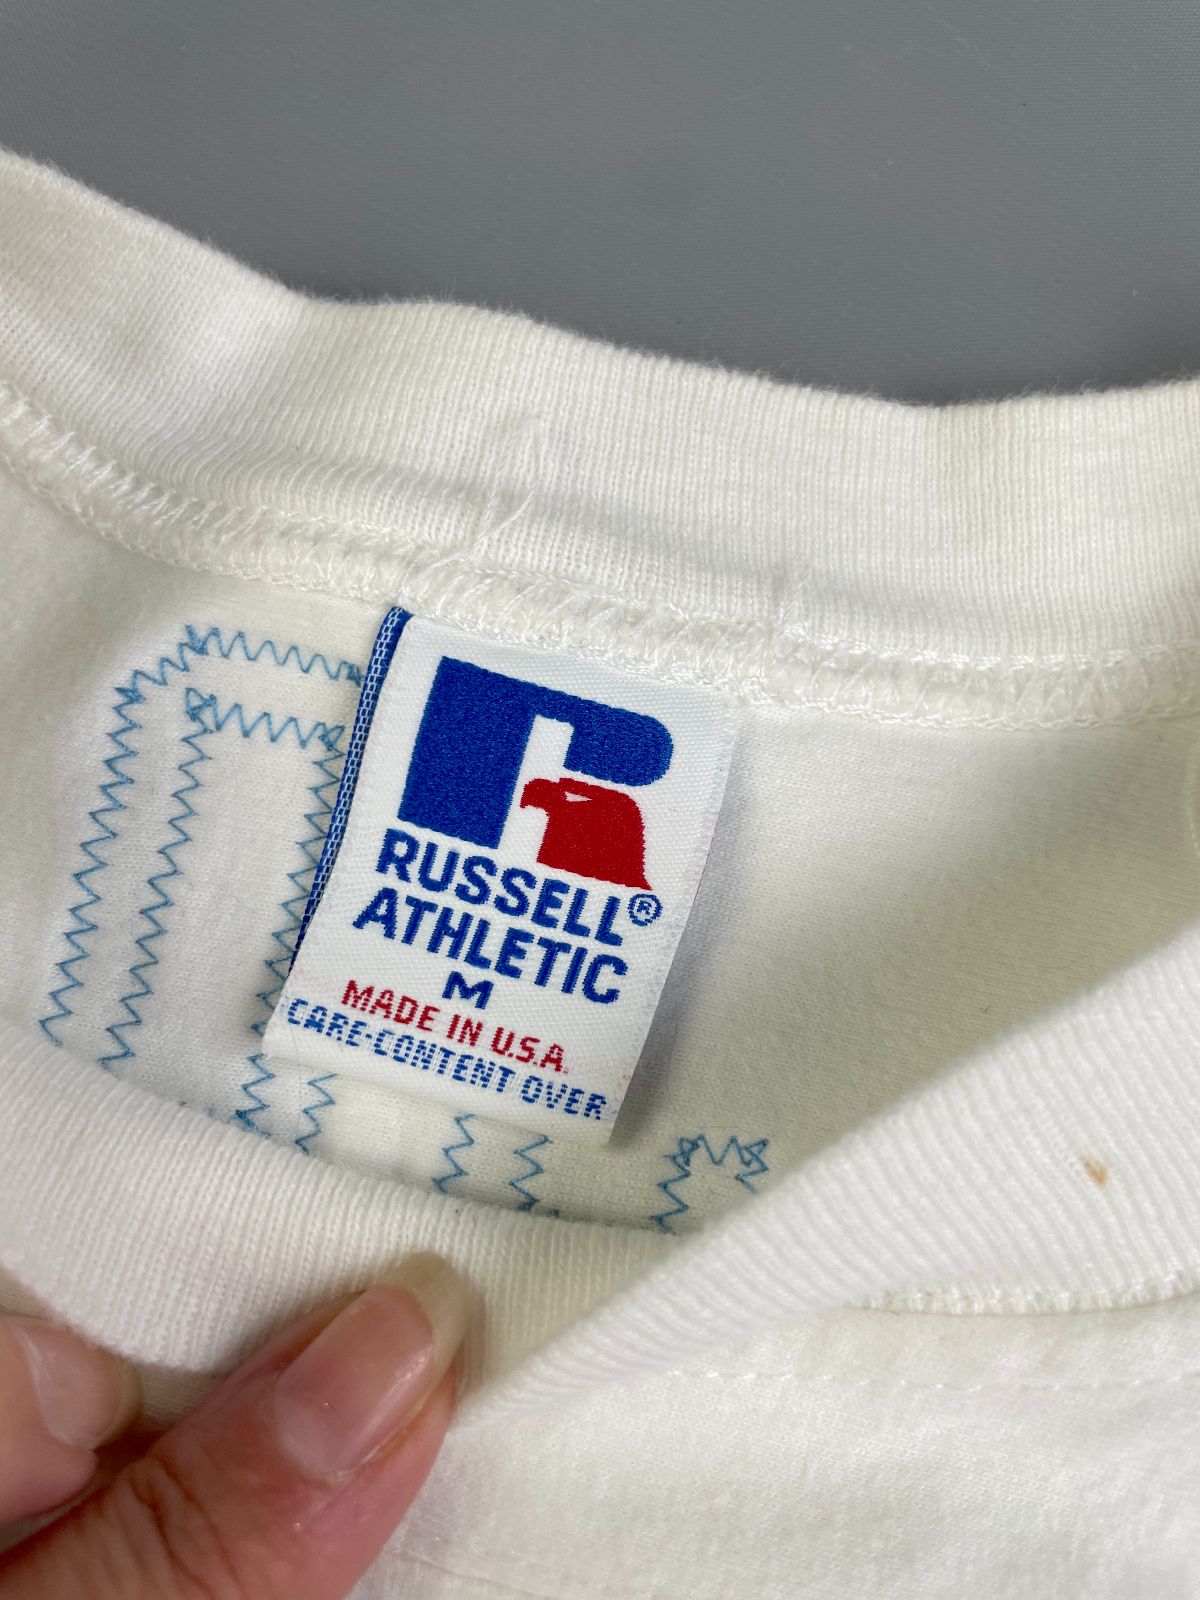 RUSSELL®
ATHLETIC
M
MADE IN U.S.A.
CARE-CONTENT OVER